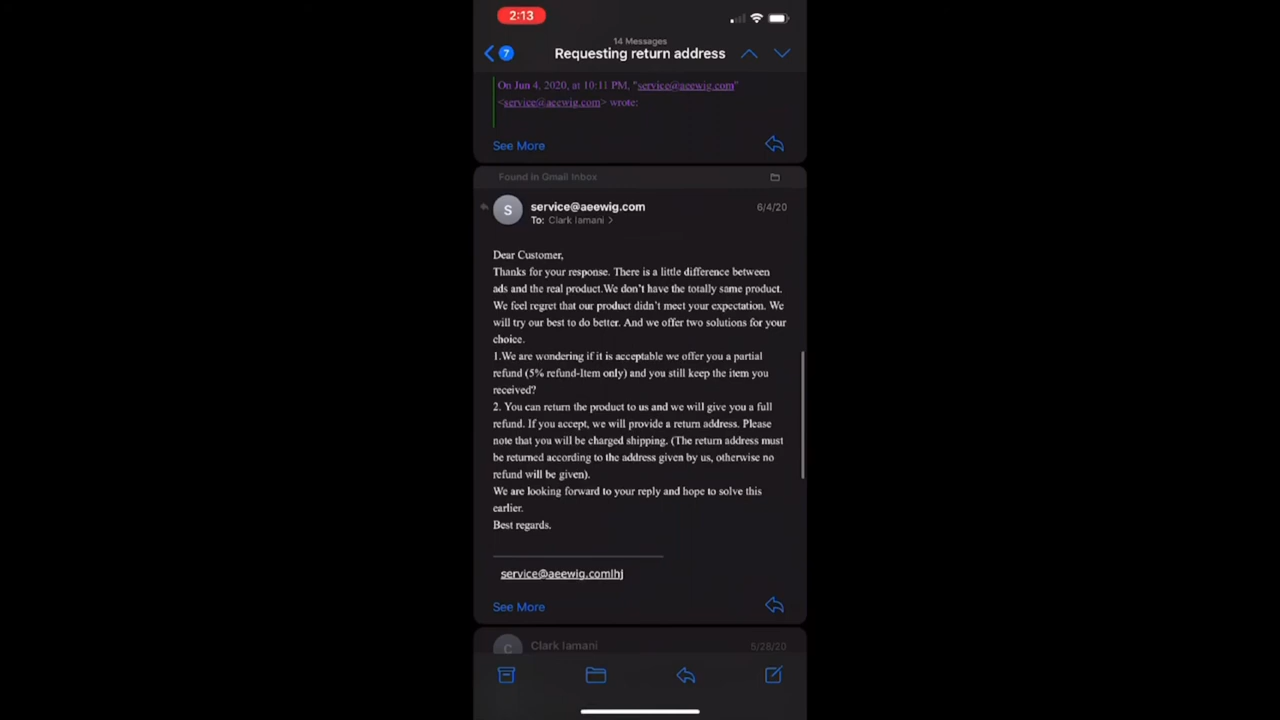 2:13
14 Messages
7
Requesting return address
On Jun 4, 2020, at 10:11 PM, "service@aeewig.com"
<service@aeewig.com> wrote:
See More
Found in Gmail Inbox
S
service@aeewig.com
6/4/20
To: Clark Iamani >
Dear Customer,
Thanks for your response. There is a little difference between
ads and the real product.We don't have the totally same product.
We feel regret that our product didn't meet your expectation. We
will try our best to do better. And we offer two solutions for your
choice.
1.We are wondering if it is acceptable we offer you a partial
refund (5% refund-Item only) and you still keep the item you
received?
2. You can return the product to us and we will give you a full
refund. If you accept, we will provide a return address. Please
note that you will be charged shipping. (The return address must
be returned according to the address given by us, otherwise no
refund will be given).
We are looking forward to your reply and hope to solve this
earlier.
Best regards.
service@aeewig.comlhj
See More
C
Clark Iamani
5/28/20